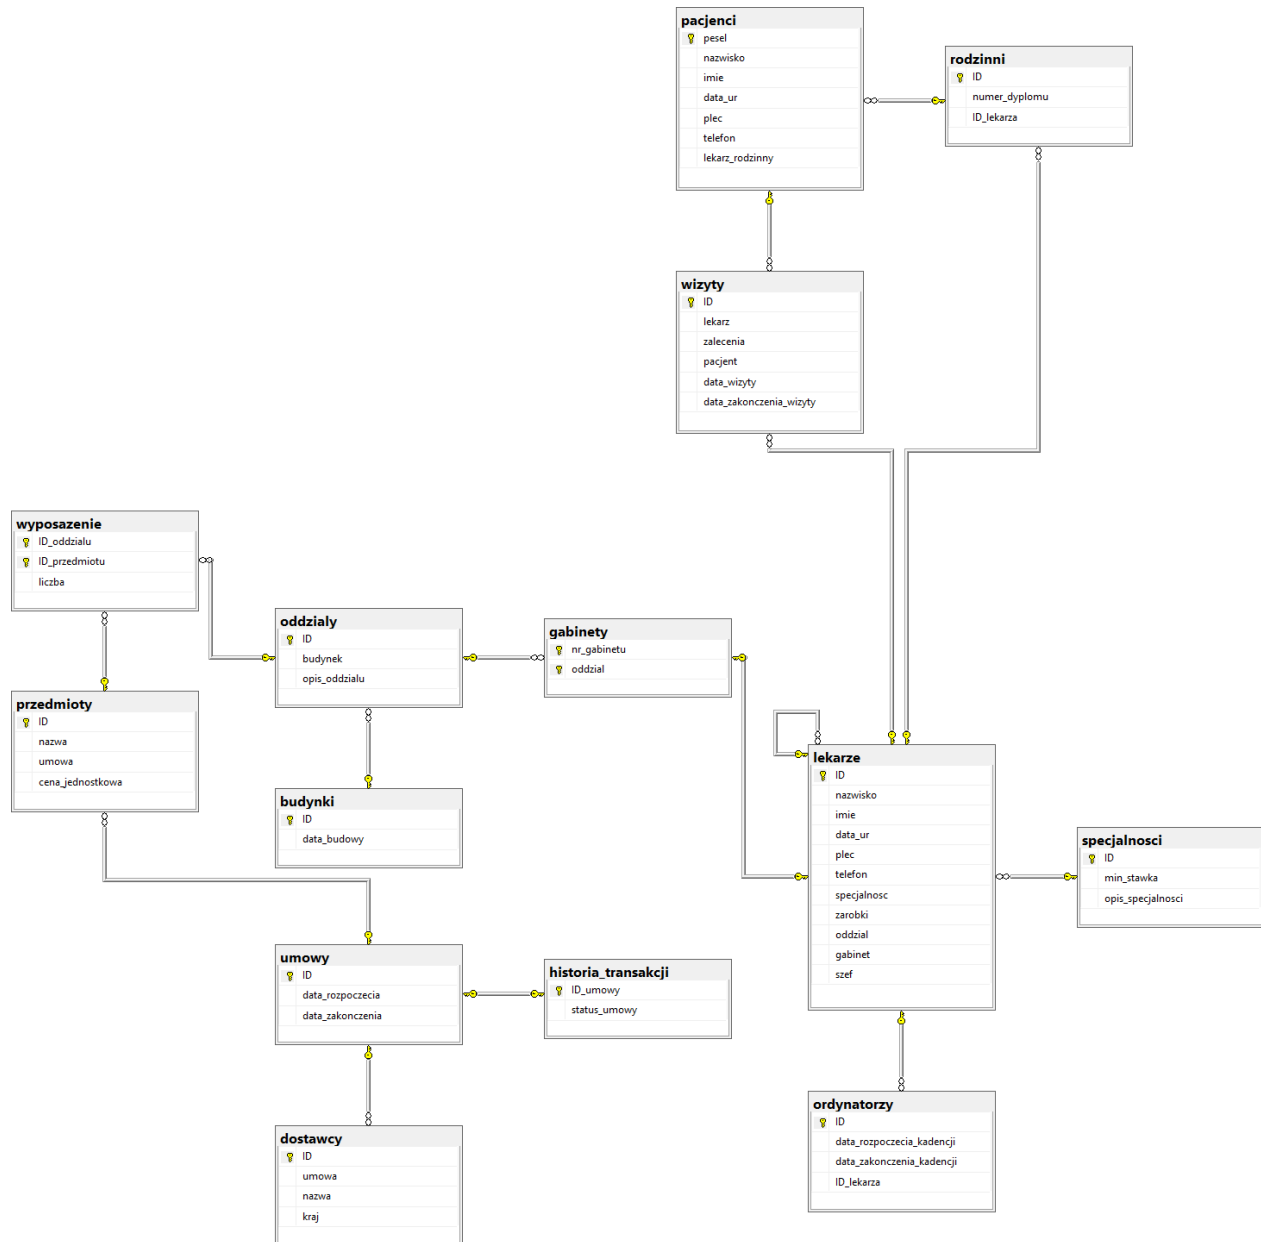 pacjenci
pesel
nazwisko
imie
data_ur
plec
telefon
lekarz_rodzinny
rodzinni
ID
numer_dyplomu
ID_lekarza
wizyty
ID
lekarz
zalecenia
pacjent
data_wizyty
data_zakonczenia_wizyty
wyposazenie
ID_oddzialu
ID_przedmiotu
liczba
oddzialy
ID
budynek
opis_oddzialu
gabinety
nr_gabinetu
oddzial
przedmioty
ID
nazwa
umowa
cena_jednostkowa
budynki
ID
data_budowy
lekarze
ID
nazwisko
imie
data_ur
plec
telefon
specjalnosc
zarobki
oddzial
gabinet
szef
specjalnosci
ID
min_stawka
opis_specjalnosci
umowy
ID
data_rozpoczecia
data_zakonczenia
historia_transakcji
ID_umowy
status_umowy
ordynatorzy
ID
data_rozpoczecia_kadencji
data_zakonczenia_kadencji
ID_lekarza
dostawcy
ID
umowa
nazwa
kraj